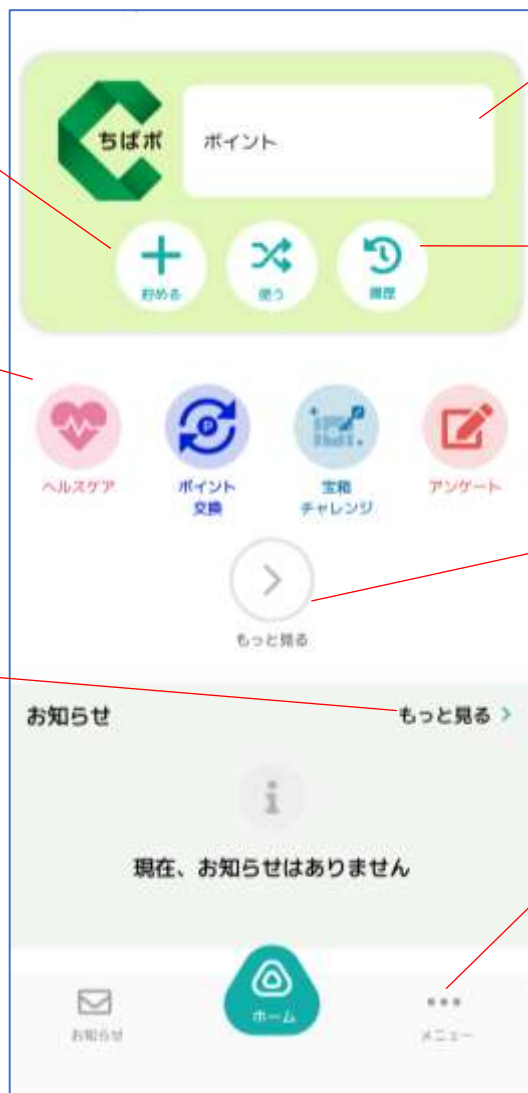 ちばポ
ポイント
貯める
使う
履歴
ヘルスケア
ポイント
交換
宝箱
チャレンジ
アンケート
もっと見る
お知らせ
もっと見る
現在、お知らせはありません
お知らせ
ホーム
メニュー